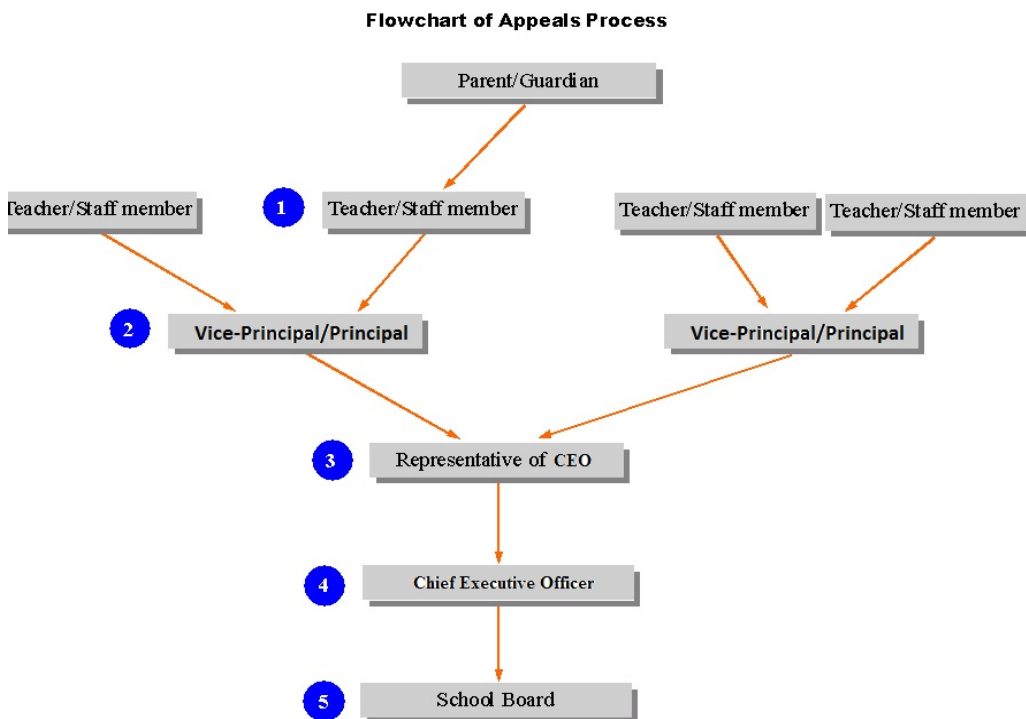 Flowchart of Appeals Process
Parent/Guardian
Teacher/Staff member
1
Teacher/Staff member
Teacher/Staff member
Teacher/Staff member
2
Vice-Principal/Principal
Vice-Principal/Principal
3
Representative of CEO
4
Chief Executive Officer
5
School Board